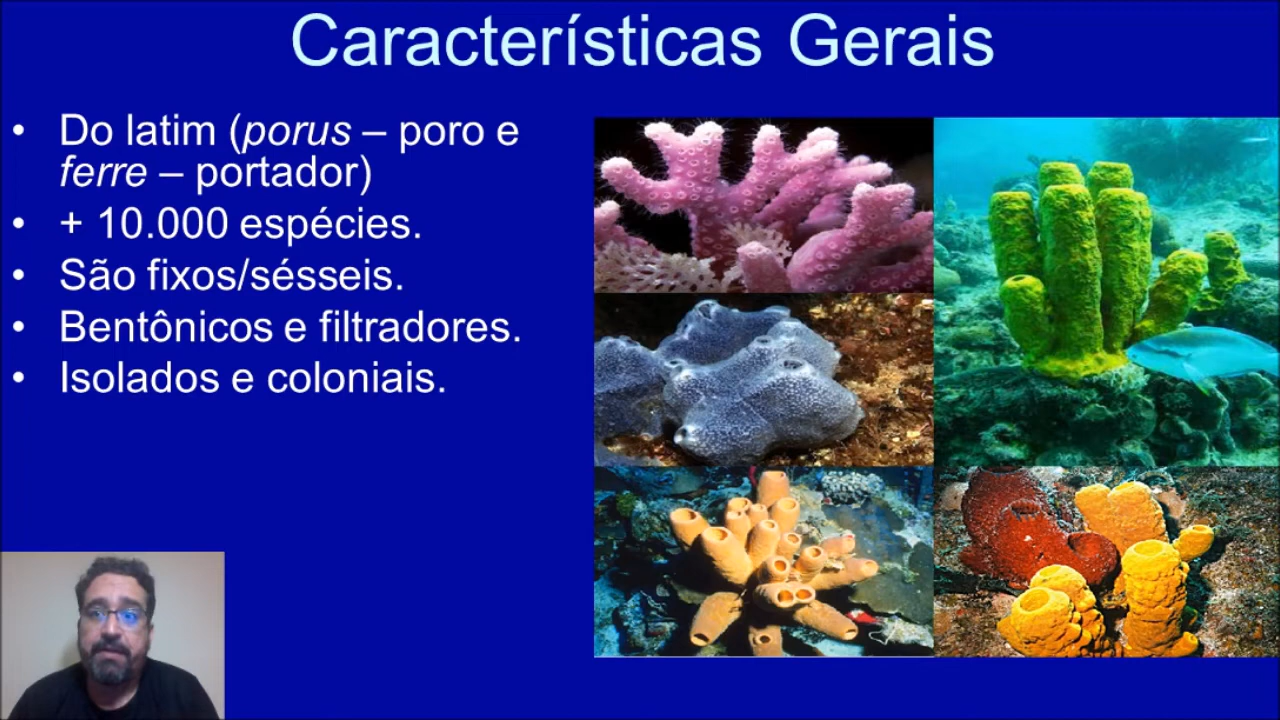 Características Gerais
• Do latim (porus – poro e
ferre – portador)
• + 10.000 espécies.
• São fixos/sésseis.
• Bentônicos e filtradores.
• Isolados e coloniais.